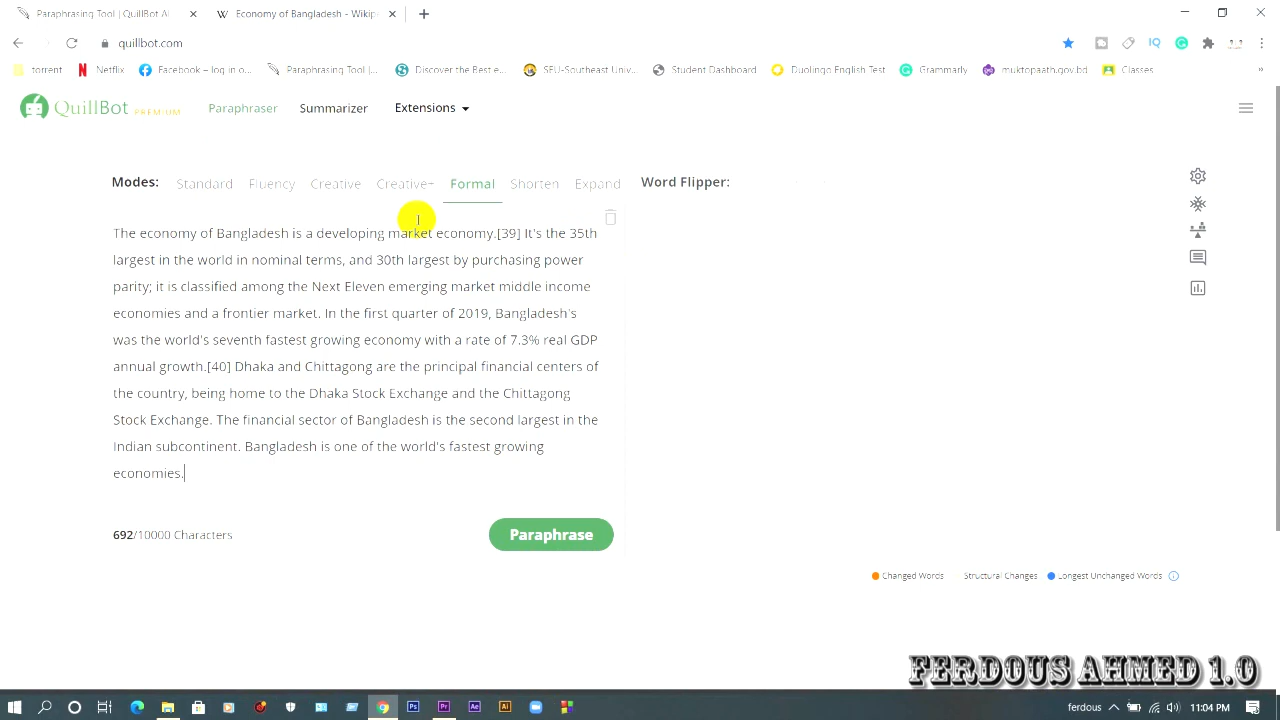 Paraphrasing Tool | QuillBot AI
Economy of Bangladesh - Wikip
quillbot.com
torrent
Netflix
Facebook – log in o...
Paraphrasing Tool |...
Discover the Best e...
SEU-Southeast Univ...
Student Dashboard
Duolingo English Test
Grammarly
muktopaath.gov.bd
Classes
QuillBot PREMIUM Paraphraser Summarizer Extensions
Modes: Standard Fluency Creative Creative+ Formal Shorten Expand Word Flipper:
The economy of Bangladesh is a developing market economy.[39] It's the 35th
largest in the world in nominal terms, and 30th largest by purchasing power
parity; it is classified among the Next Eleven emerging market middle income
economies and a frontier market. In the first quarter of 2019, Bangladesh's
was the world's seventh fastest growing economy with a rate of 7.3% real GDP
annual growth.[40] Dhaka and Chittagong are the principal financial centers of
the country, being home to the Dhaka Stock Exchange and the Chittagong
Stock Exchange. The financial sector of Bangladesh is the second largest in the
Indian subcontinent. Bangladesh is one of the world's fastest growing
economies.
692/10000 Characters Paraphrase
Changed Words Structural Changes Longest Unchanged Words
FERDOUS AHMED 1.0
ferdous 11:04 PM